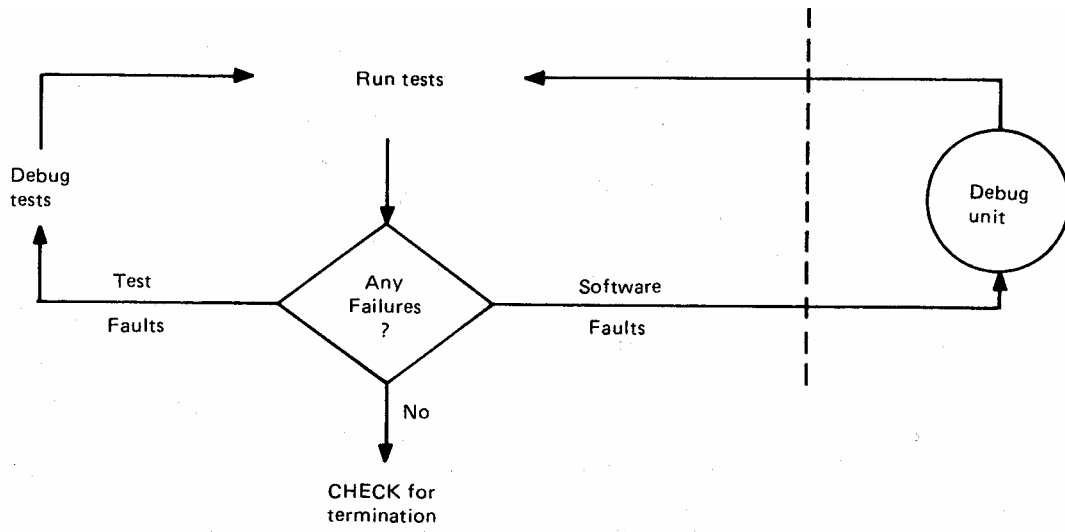 Run tests
Debug
tests
Debug
unit
Test
Faults
Any
Failures
?
Software
Faults
No
CHECK for
termination